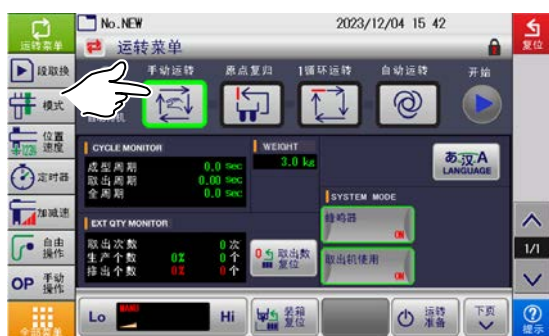 No.NEW 2023/12/04 15 42
运转菜单
运转菜单
复位
手动运转 原点复归 1循环运转 自动运转 开始
段取换
模式
位置
速度
定时器
加减速
自由
操作
OP 手动
操作
全部菜单
CYCLE MONITOR
成型周期 0.0 sec
取出周期 0.00 sec
全周期 0.0 sec
WEIGHT
3.0 kg
あ汉A
LANGUAGE
SYSTEM MODE
蜂鸣器
ON
取出机使用
ON
EXT QTY MONITOR
取出次数 0次
生产个数 0% 0个
排出个数 0% 0个
取出数
复位
1/1
Lo Hi
装箱
复位
运转
准备
下页
提示